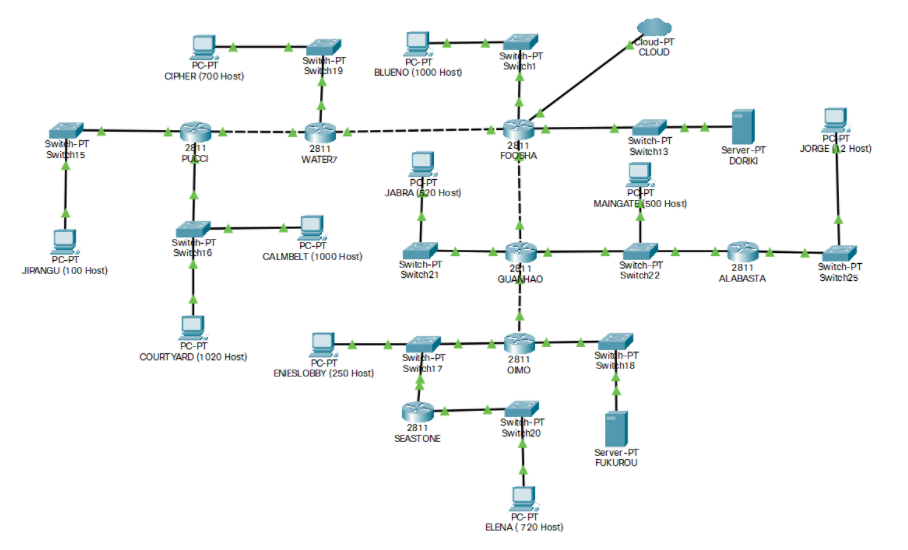 Cloud-PT
CLOUD
PC-PT
CIPHER (700 Host)
Switch-PT
Switch19
PC-PT
BLUENO (1000 Host)
Switch-PT
Switch1
Switch-PT
Switch15
2811
PUCCI
2811
WATER7
2811
FOOSHA
Switch-PT
Switch13
Server-PT
DORIKI
PC-PT
JORGE (12 Host)
PC-PT
JABRA (520 Host)
PC-PT
MAINGATE (500 Host)
PC-PT
JIPANGU (100 Host)
Switch-PT
Switch16
PC-PT
CALMBELT (1000 Host)
Switch-PT
Switch21
2811
GUANHAO
Switch-PT
Switch22
2811
ALABASTA
Switch-PT
Switch25
PC-PT
COURTYARD (1020 Host)
PC-PT
ENIESLOBBY (250 Host)
Switch-PT
Switch17
2811
OIMO
Switch-PT
Switch18
2811
SEASTONE
Switch-PT
Switch20
Server-PT
FUKUROU
PC-PT
ELENA ( 720 Host)